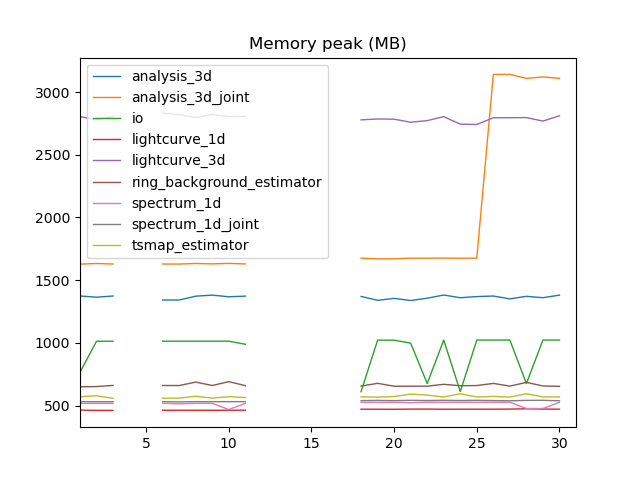 Memory peak (MB)
analysis_3d
analysis_3d_joint
io
lightcurve_1d
lightcurve_3d
ring_background_estimator
spectrum_1d
spectrum_1d_joint
tsmap_estimator
3000
2500
2000
1500
1000
500
5 10 15 20 25 30